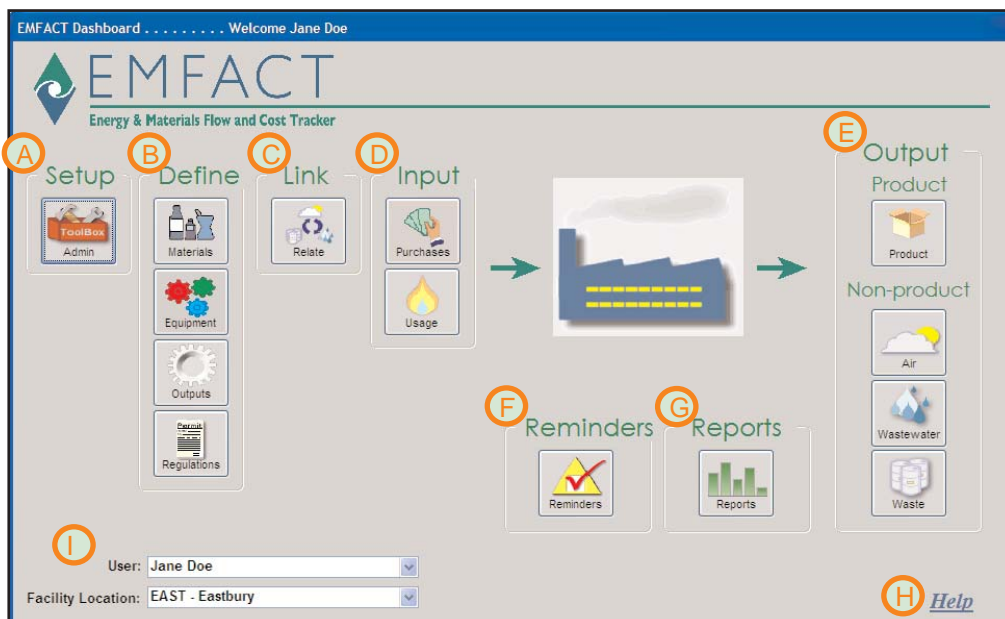 EMFACT Dashboard . . . . . . . . . Welcome Jane Doe
EMFACT
Energy & Materials Flow and Cost Tracker
A
Setup
ToolBox
Admin
B
Define
Materials
Equipment
Outputs
Permit
Regulations
C
Link
Relate
D
Input
Purchases
Usage
E
Output
Product
Product
Non-product
Air
Wastewater
Waste
F
Reminders
Reminders
G
Reports
Reports
I
User: Jane Doe
Facility Location: EAST - Eastbury
H
Help